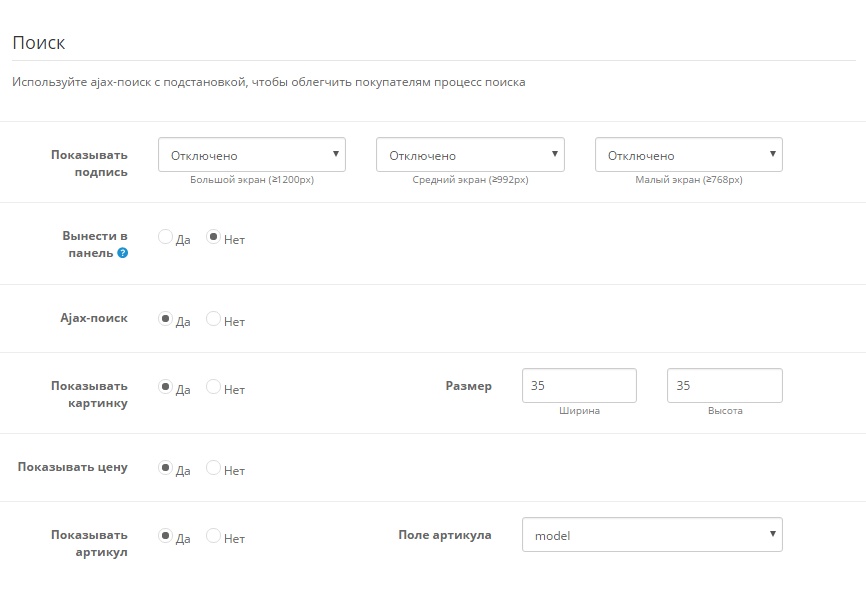 Поиск
Используйте ajax-поиск с подстановкой, чтобы облегчить покупателям процесс поиска
Показывать
подпись
Отключено
Отключено
Отключено
Большой экран (≥1200px)
Средний экран (≥992px)
Малый экран (≥768px)
Вынести в
панель ?
Да
Нет
Ajax-поиск
Да
Нет
Показывать
картинку
Да
Нет
Размер
35
35
Ширина
Высота
Показывать цену
Да
Нет
Показывать
артикул
Да
Нет
Поле артикула
model